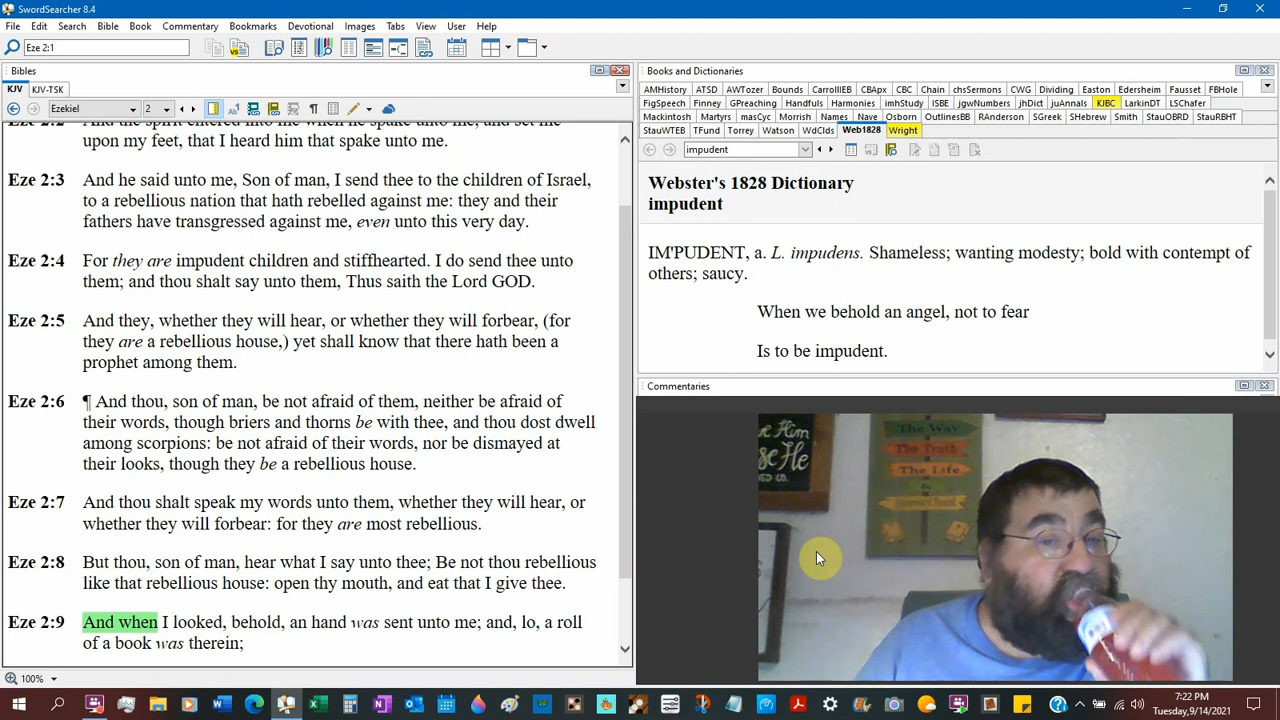 SwordSearcher 8.4
File Edit Search Bible Book Commentary Bookmarks Devotional Images Tabs View User Help
Eze 2:1
Bibles
KJV KJV-TSK
Ezekiel 2
upon my feet, that I heard him that spake unto me.
Eze 2:3 And he said unto me, Son of man, I send thee to the children of Israel,
to a rebellious nation that hath rebelled against me: they and their
fathers have transgressed against me, even unto this very day.
Eze 2:4 For they are impudent children and stiffhearted. I do send thee unto
them; and thou shalt say unto them, Thus saith the Lord GOD.
Eze 2:5 And they, whether they will hear, or whether they will forbear, (for
they are a rebellious house,) yet shall know that there hath been a
prophet among them.
Eze 2:6 ¶ And thou, son of man, be not afraid of them, neither be afraid of
their words, though briers and thorns be with thee, and thou dost dwell
among scorpions: be not afraid of their words, nor be dismayed at
their looks, though they be a rebellious house.
Eze 2:7 And thou shalt speak my words unto them, whether they will hear, or
whether they will forbear: for they are most rebellious.
Eze 2:8 But thou, son of man, hear what I say unto thee; Be not thou rebellious
like that rebellious house: open thy mouth, and eat that I give thee.
Eze 2:9 And when I looked, behold, an hand was sent unto me; and, lo, a roll
of a book was therein;
100%
Books and Dictionaries
AMHistory ATSD AWTozer Bounds CarrollIEB CBApx CBC Chain chsSermons CWG Dividing Easton Edersheim Fausset FBHole
FigSpeech Finney GPreaching Handfuls Harmonies imhStudy ISBE jgwNumbers jhDict juAnnals KJBC LarkinDT LSChafer
Mackintosh Martyrs masCyc Morrish Names Nave Osborn OutlinesBB RAnderson SGreek SHebrew Smith StauOBRD StauRBHT
StauWTEB TFund Torrey Watson WdClds Web1828 Wright
impudent
Webster's 1828 Dictionary
impudent
IM'PUDENT, a. L. impudens. Shameless; wanting modesty; bold with contempt of
others; saucy.
When we behold an angel, not to fear
Is to be impudent.
Commentaries
The Way
The Truth
The Life
7:22 PM
Tuesday,9/14/2021